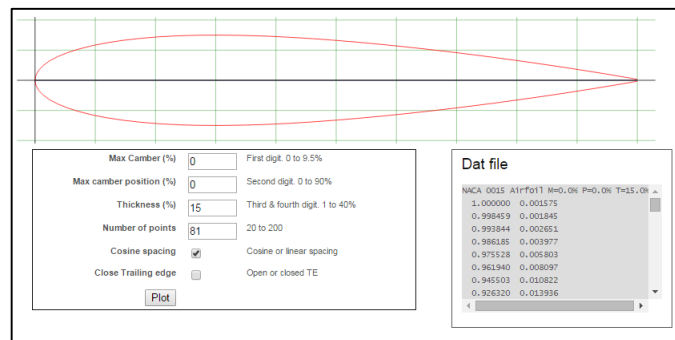 Max Camber (%) 0 First digit. 0 to 9.5%
Max camber position (%) 0 Second digit. 0 to 90%
Thickness (%) 15 Third & fourth digit. 1 to 40%
Number of points 81 20 to 200
Cosine spacing Cosine or linear spacing
Close Trailing edge Open or closed TE
Plot
Dat file
NACA 0015 Airfoil M=0.0% P=0.0% T=15.0%
1.000000 0.001575
0.998459 0.001845
0.993844 0.002651
0.986185 0.003977
0.975528 0.005803
0.961940 0.008097
0.945503 0.010822
0.926320 0.013936